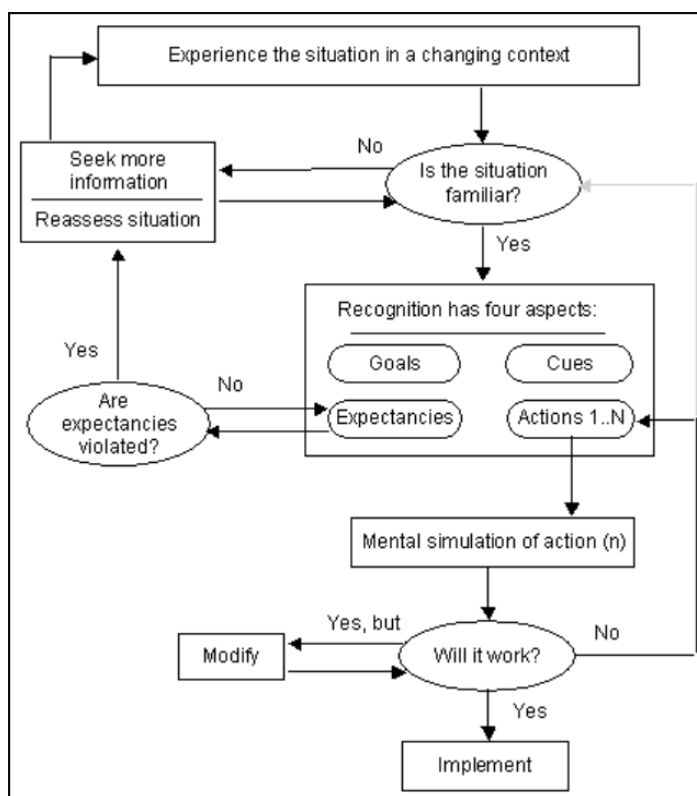 Experience the situation in a changing context
No
Seek more
information
Reassess situation
Is the situation
familiar?
Yes
Recognition has four aspects:
Goals
Cues
Yes
No
Are
expectancies
violated?
Expectancies
Actions 1..N
Mental simulation of action (n)
Yes, but
No
Modify
Will it work?
Yes
Implement